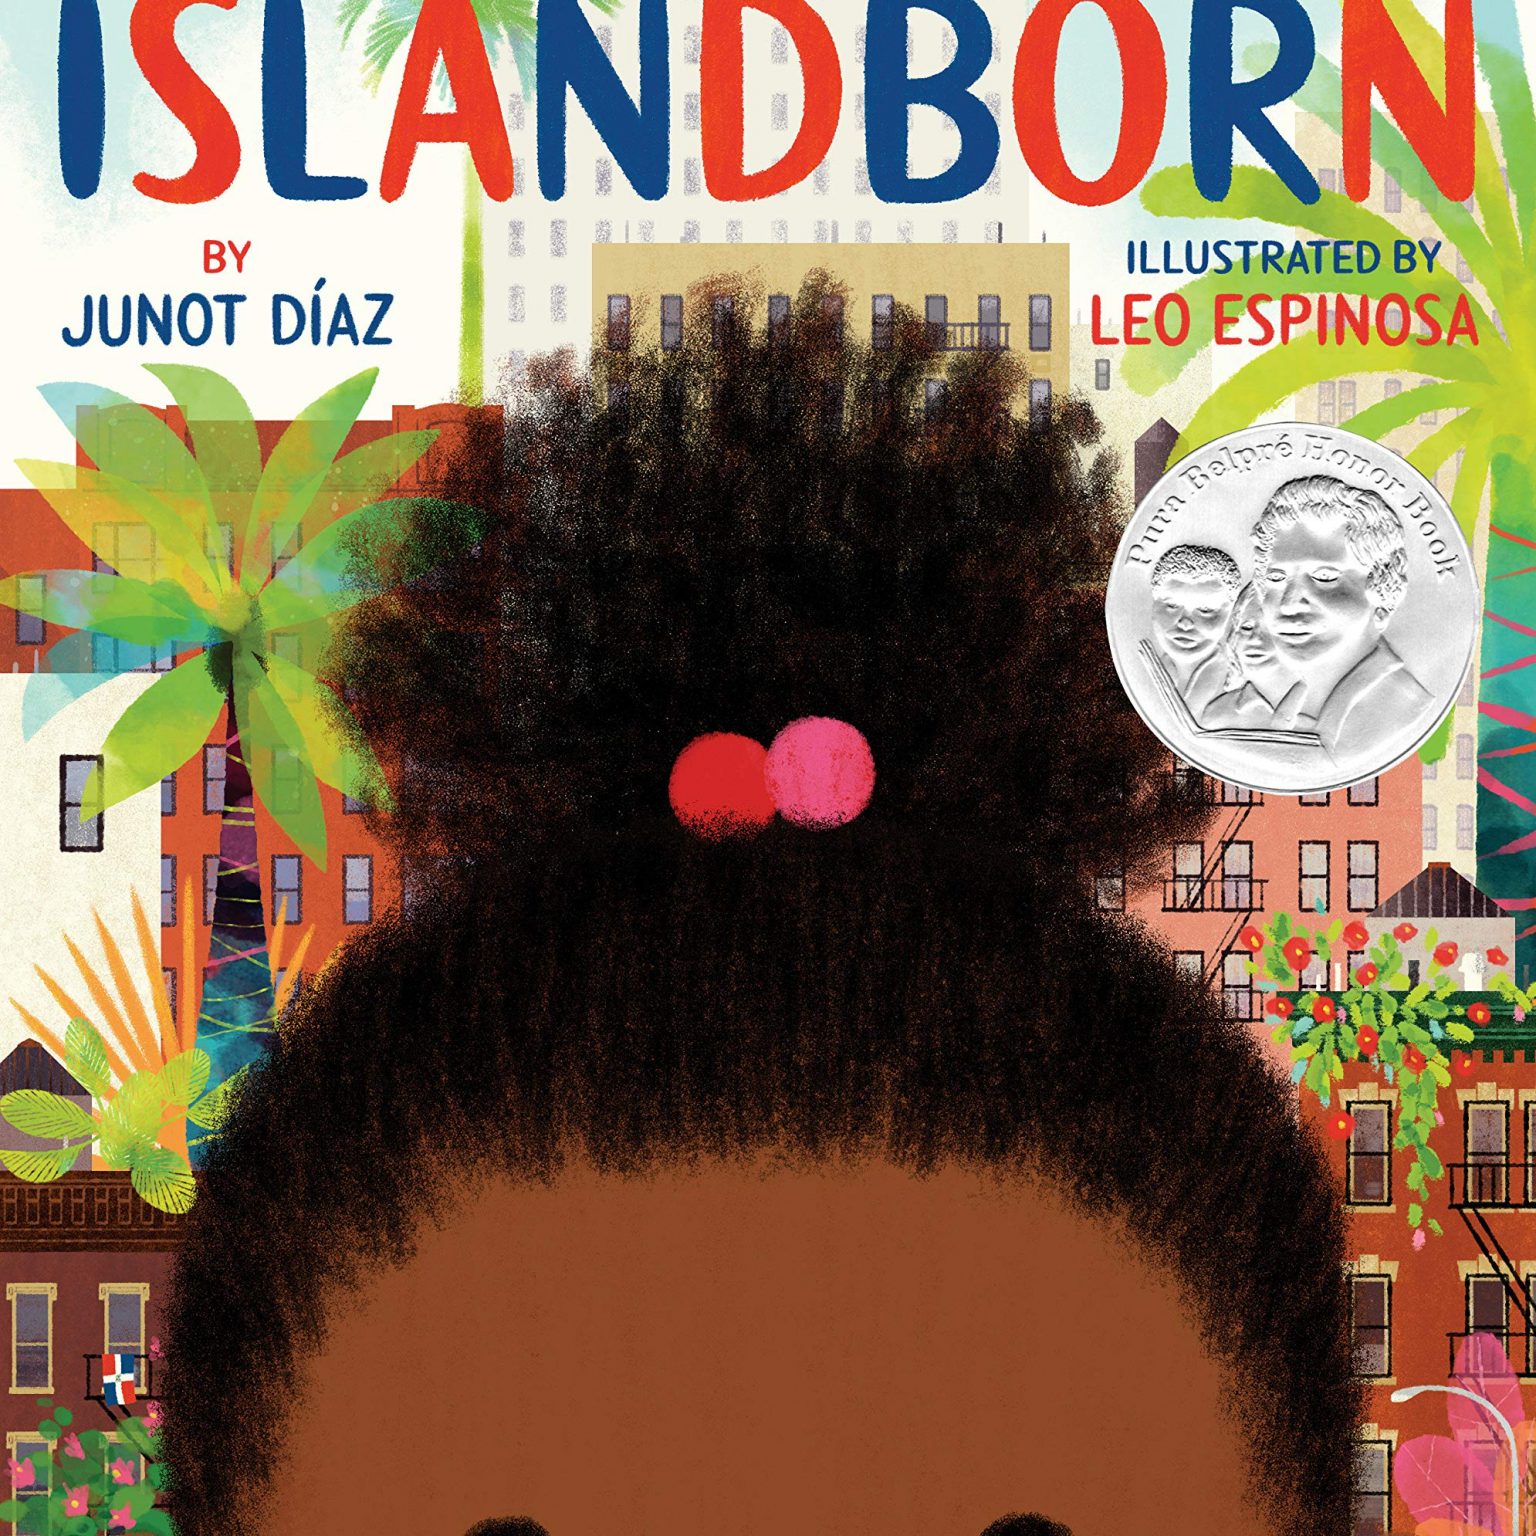 ISLANDBORN
BY
JUNOT DÍAZ
ILLUSTRATED BY
LEO ESPINOSA
Pura Belpré Honor Book